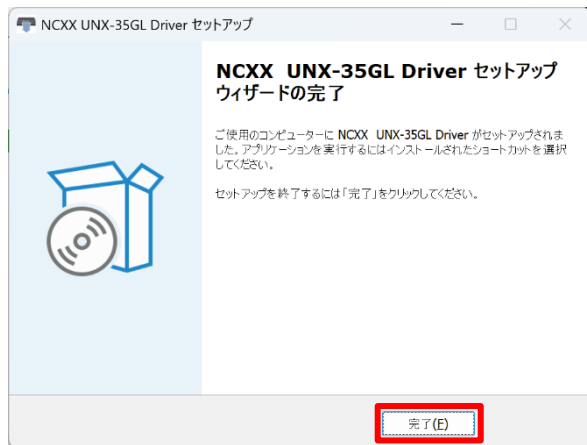 NCXX UNX-35GL Driver セットアップ
NCXX UNX-35GL Driver セットアップ
ウィザードの完了
ご使用のコンピューターに NCXX UNX-35GL Driver がセットアップされま
した。アプリケーションを実行するにはインストールされたショートカットを選択
してください。
セットアップを終了するには「完了」をクリックしてください。
完了(F)